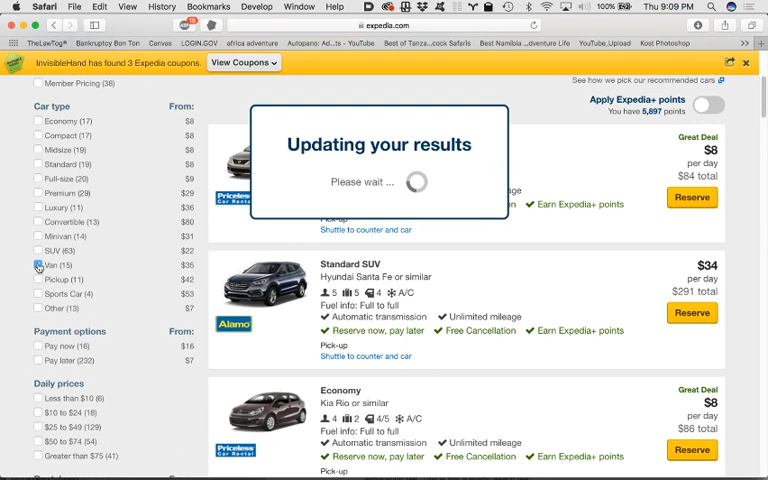 Safari File Edit View History Bookmarks Develop Window Help 100% Thu 9:09 PM
15
expedia.com
TheLawTog® Bankruptcy Bon Ton Canvas LOGIN.GOV africa adventure Autopano: Ad...ts - YouTube Best of Tanza...ock Safaris Best Namibia ...dventure Life YouTube_Upload Kost Photoshop
InvisibleHand has found 3 Expedia coupons. View Coupons
Member Pricing (38)
See how we pick our recommended cars
Car type From:
Economy (17) $8
Compact (17) $8
Midsize (19) $8
Standard (19) $8
Full-size (20) $9
Premium (29) $29
Luxury (11) $36
Convertible (13) $60
Minivan (14) $31
SUV (63) $22
Van (15) $35
Pickup (11) $42
Sports Car (4) $53
Other (13) $7
Payment options From:
Pay now (16) $16
Pay later (232) $7
Daily prices
Less than $10 (6)
$10 to $24 (18)
$25 to $49 (129)
$50 to $74 (54)
Greater than $75 (41)
Apply Expedia+ points
You have 5,897 points
Updating your results
Please wait ...
Priceless
Car Rental
Great Deal
$8
per day
$84 total
Reserve
eage
Earn Expedia+ points
Pick-up
Shuttle to counter and car
Standard SUV
Hyundai Santa Fe or similar
5 5 4 A/C
Fuel info: Full to full
Automatic transmission Unlimited mileage
Reserve now, pay later Free Cancellation Earn Expedia+ points
Pick-up
Shuttle to counter and car
Alamo
$34
per day
$291 total
Reserve
Economy
Kia Rio or similar
4 2 4/5 A/C
Fuel info: Full to full
Automatic transmission Unlimited mileage
Reserve now, pay later Free Cancellation Earn Expedia+ points
Pick-up
Priceless
Car Rental
Great Deal
$8
per day
$86 total
Reserve